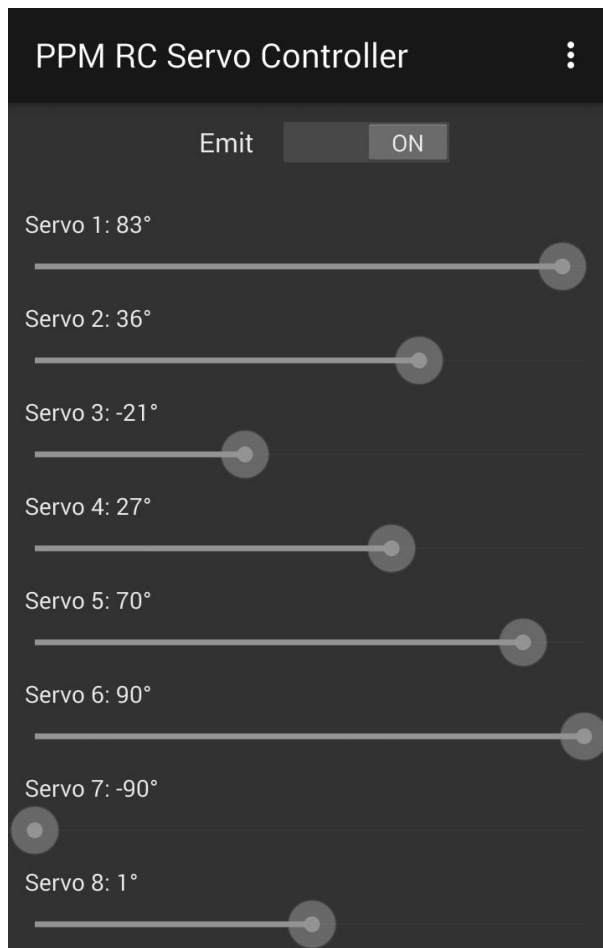 PPM RC Servo Controller
Emit ON
Servo 1: 83°
Servo 2: 36°
Servo 3: -21°
Servo 4: 27°
Servo 5: 70°
Servo 6: 90°
Servo 7: -90°
Servo 8: 1°